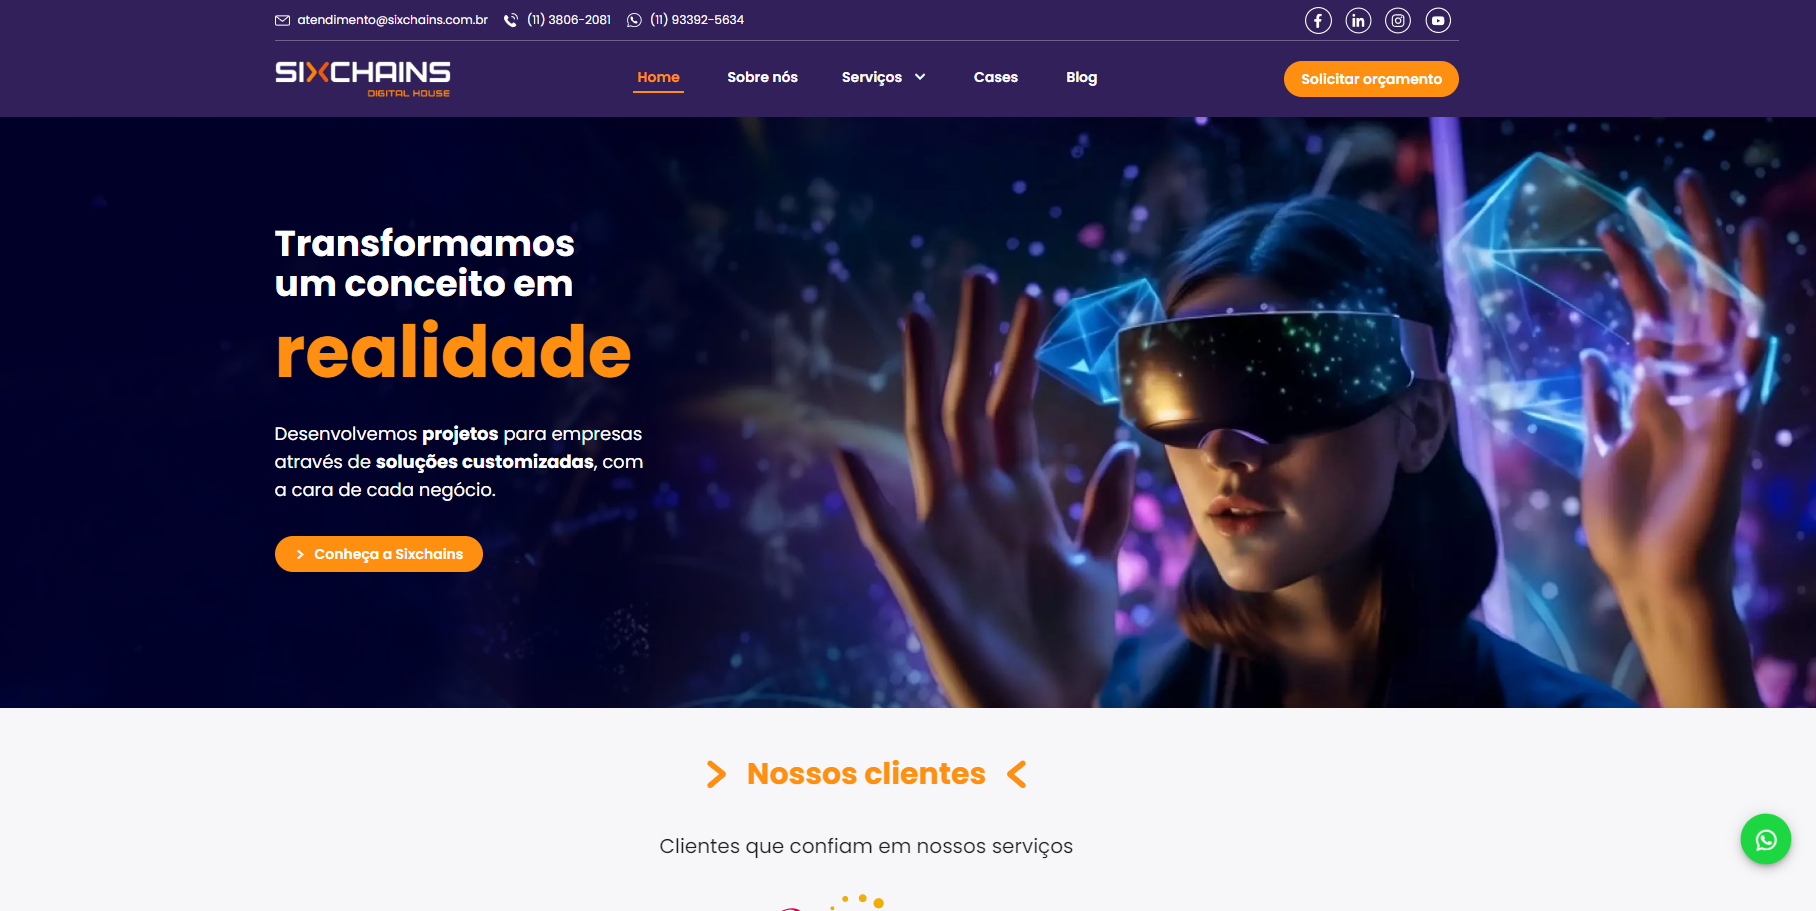 atendimento@sixchains.com.br (11) 3806-2081 (11) 93392-5634
SIXCHAINS
DIGITAL HOUSE
Home Sobre nós Serviços Cases Blog
Solicitar orçamento
Transformamos
um conceito em
realidade
Desenvolvemos projetos para empresas
através de soluções customizadas, com
a cara de cada negócio.
Conheça a Sixchains
Nossos clientes
Clientes que confiam em nossos serviços